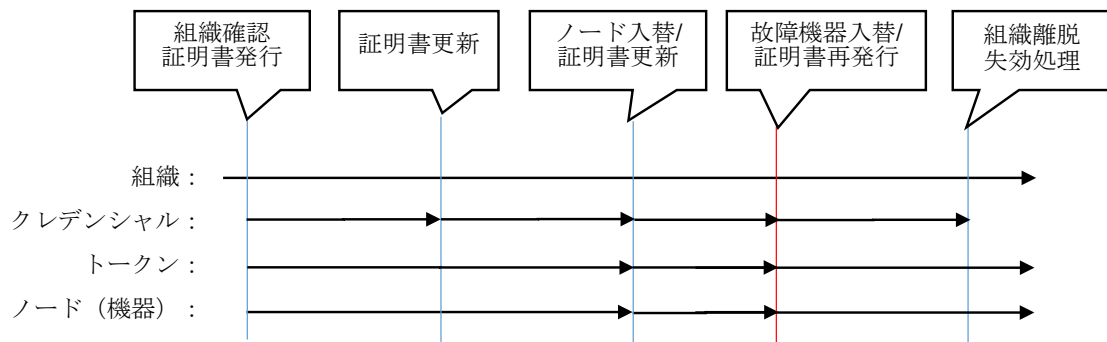 組織確認
証明書発行
証明書更新
ノード入替/
証明書更新
故障機器入替/
証明書再発行
組織離脱
失効処理
組織：
クレデンシャル：
トークン：
ノード（機器）：